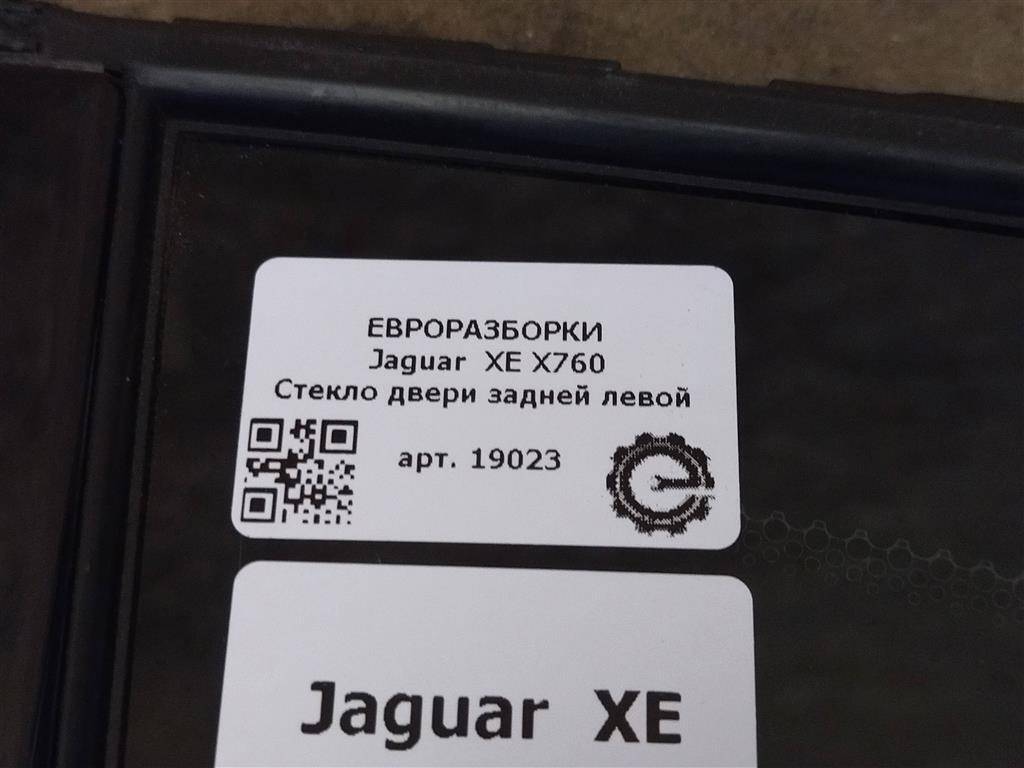 ЕВРОРАЗБОРКИ
Jaguar XE X760
Стекло двери задней левой
арт. 19023
Jaguar XE